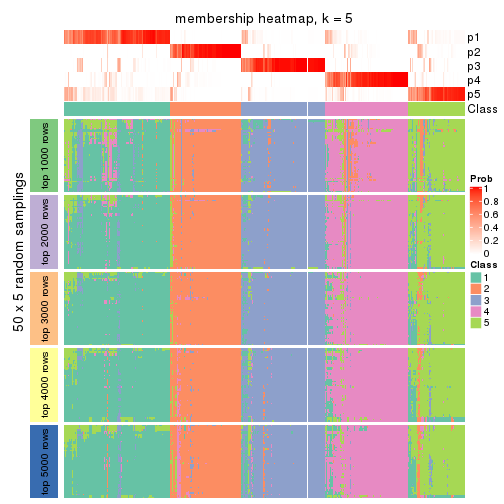 membership heatmap, k = 5
p1
p2
p3
p4
p5
Class
50 x 5 random samplings
top 1000 rows
top 2000 rows
top 3000 rows
top 4000 rows
top 5000 rows
Prob
1
0.8
0.6
0.4
0.2
0
Class
1
2
3
4
5